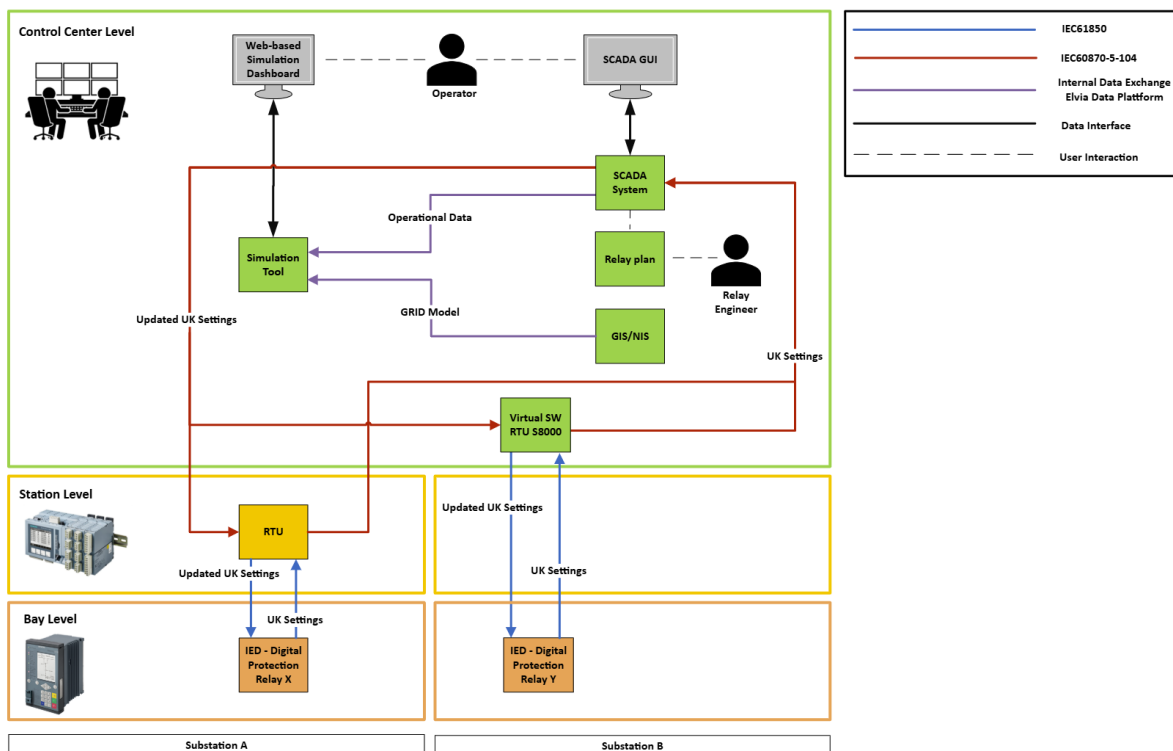 Control Center Level
Web-based
Simulation
Dashboard
Operator
SCADA GUI
IEC61850
IEC60870-5-104
Internal Data Exchange
Elvia Data Plattform
Data Interface
User Interaction
SCADA
System
Operational Data
Simulation
Tool
Relay plan
Relay
Engineer
GRID Model
Updated UK Settings
GIS/NIS
UK Settings
Virtual SW
RTU S8000
Station Level
RTU
Updated UK Settings
Updated UK Settings
UK Settings
Bay Level
UK Settings
IED - Digital
Protection
Relay X
IED - Digital
Protection
Relay Y
Substation A
Substation B